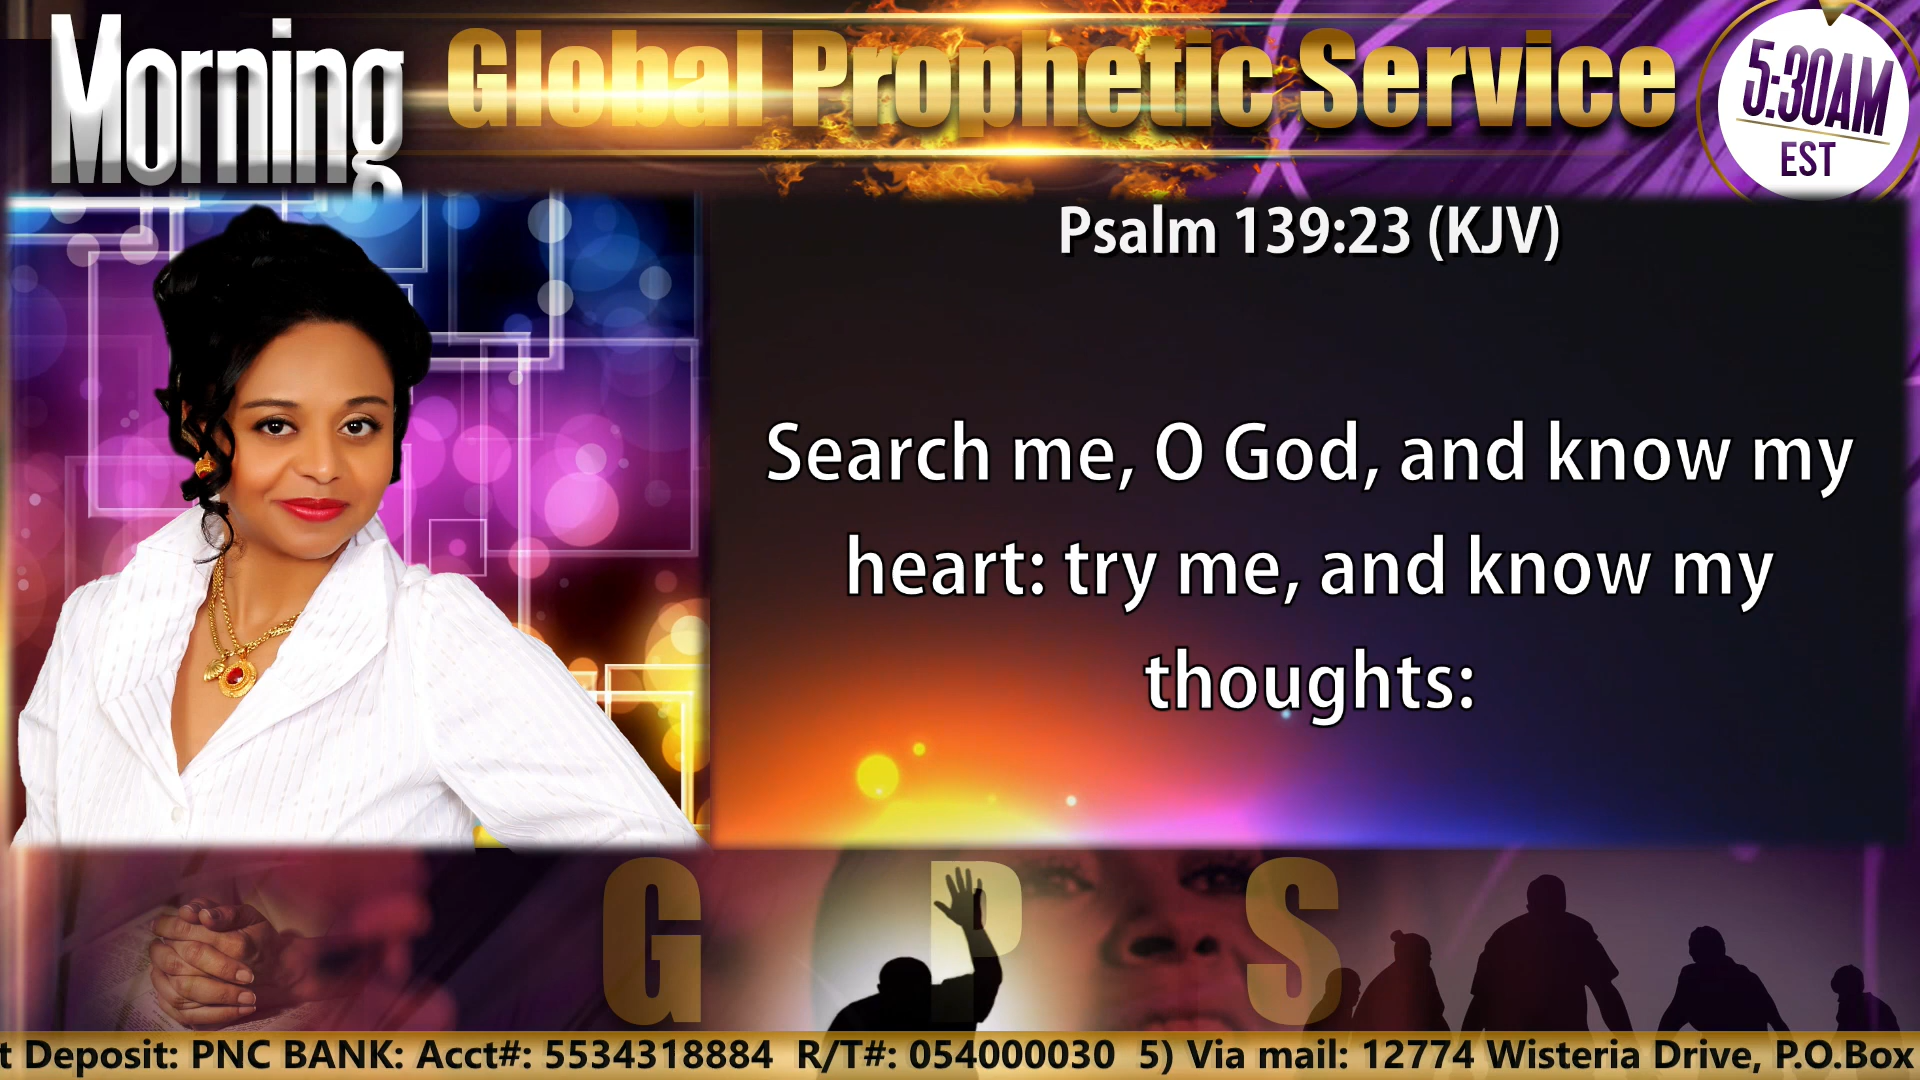 Morning
Global Prophetic Service
5:30AM
EST
Psalm 139:23 (KJV)
Search me, O God, and know my
heart: try me, and know my
thoughts:
G P S
t Deposit: PNC BANK: Acct#: 5534318884 R/T#: 054000030 5) Via mail: 12774 Wisteria Drive, P.O.Box